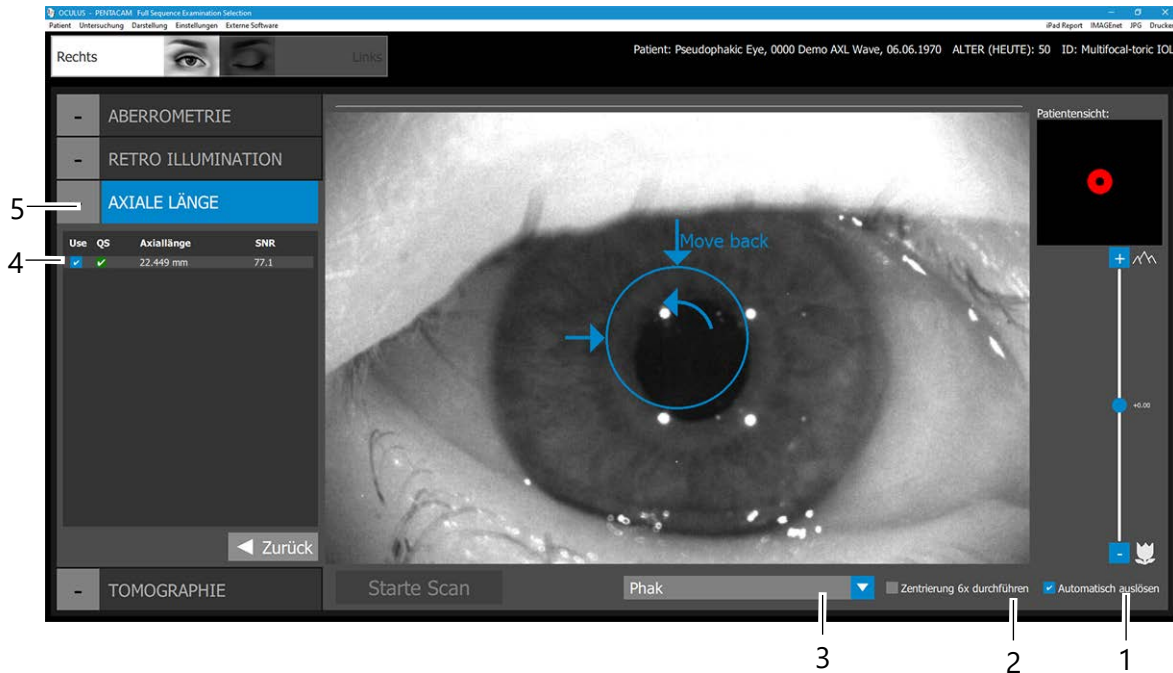 OCULUS - PENTACAM Full Sequence Examination Selection
Patient Untersuchung Darstellung Einstellungen Externe Software iPad Report IMAGEnet JPG Drucken
Rechts Links
Patient: Pseudophakic Eye, 0000 Demo AXL Wave, 06.06.1970 ALTER (HEUTE): 50 ID: Multifocal-toric IOL
- ABERROMETRIE
Patientensicht:
- RETRO ILLUMINATION
5 AXIALE LÄNGE
Use QS Axiallänge SNR
Move back
4 22.449 mm 77.1
+
+0.00
Zurück
-
- TOMOGRAPHIE
Starte Scan
Phak
Zentrierung 6x durchführen
Automatisch auslösen
3 2 1